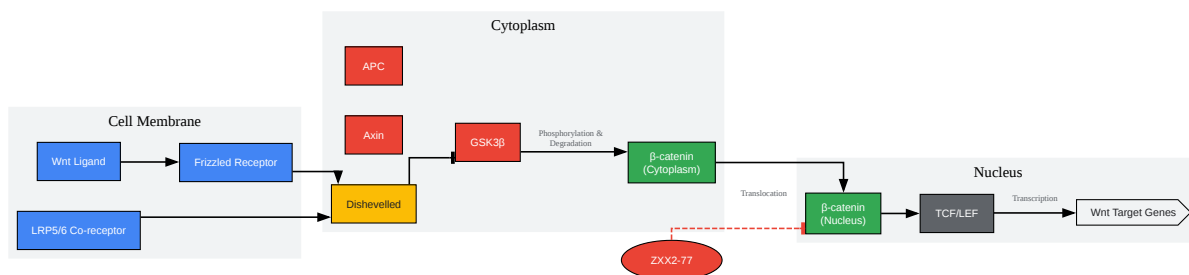 Cytoplasm
APC
Cell Membrane
Axin
GSK3β
Phosphorylation &
Degradation
β-catenin
(Cytoplasm)
Wnt Ligand
Frizzled Receptor
Dishevelled
LRP5/6 Co-receptor
Nucleus
Translocation
β-catenin
(Nucleus)
TCF/LEF
Transcription
Wnt Target Genes
ZXX2-77